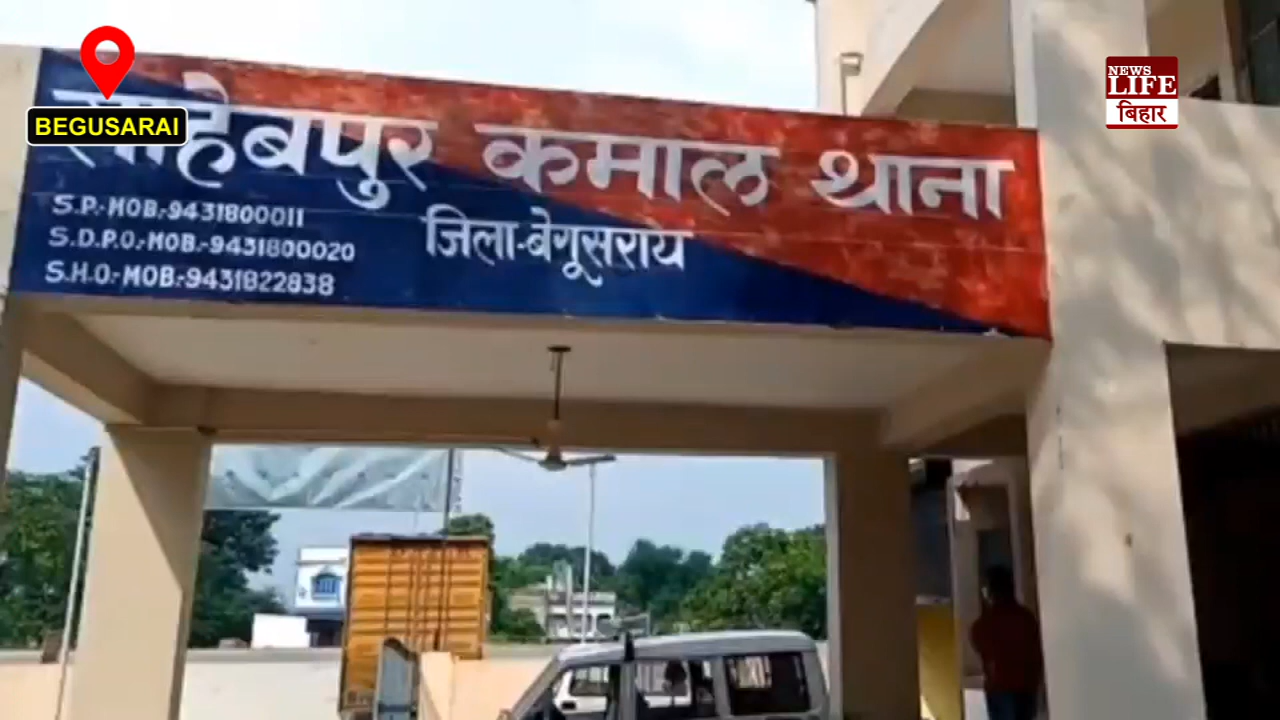 BEGUSARAI
NEWS
LIFE
बिहार
साहेबपुर कमाल थाना
जिला-बेगूसराय
S.P.-MOB.-9431800011
S.D.P.O.-MOB.-9431800020
S.H.O.-MOB.-9431822838